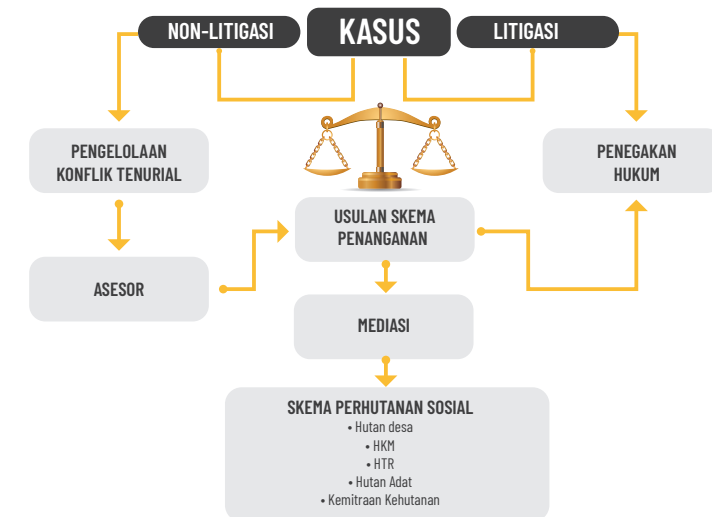 NON-LITIGASI
KASUS
LITIGASI
PENGELOLAAN
KONFLIK TENURIAL
PENEGAKAN
HUKUM
USULAN SKEMA
PENANGANAN
ASESOR
MEDIASI
SKEMA PERHUTANAN SOSIAL
• Hutan desa
• HKM
• HTR
• Hutan Adat
• Kemitraan Kehutanan